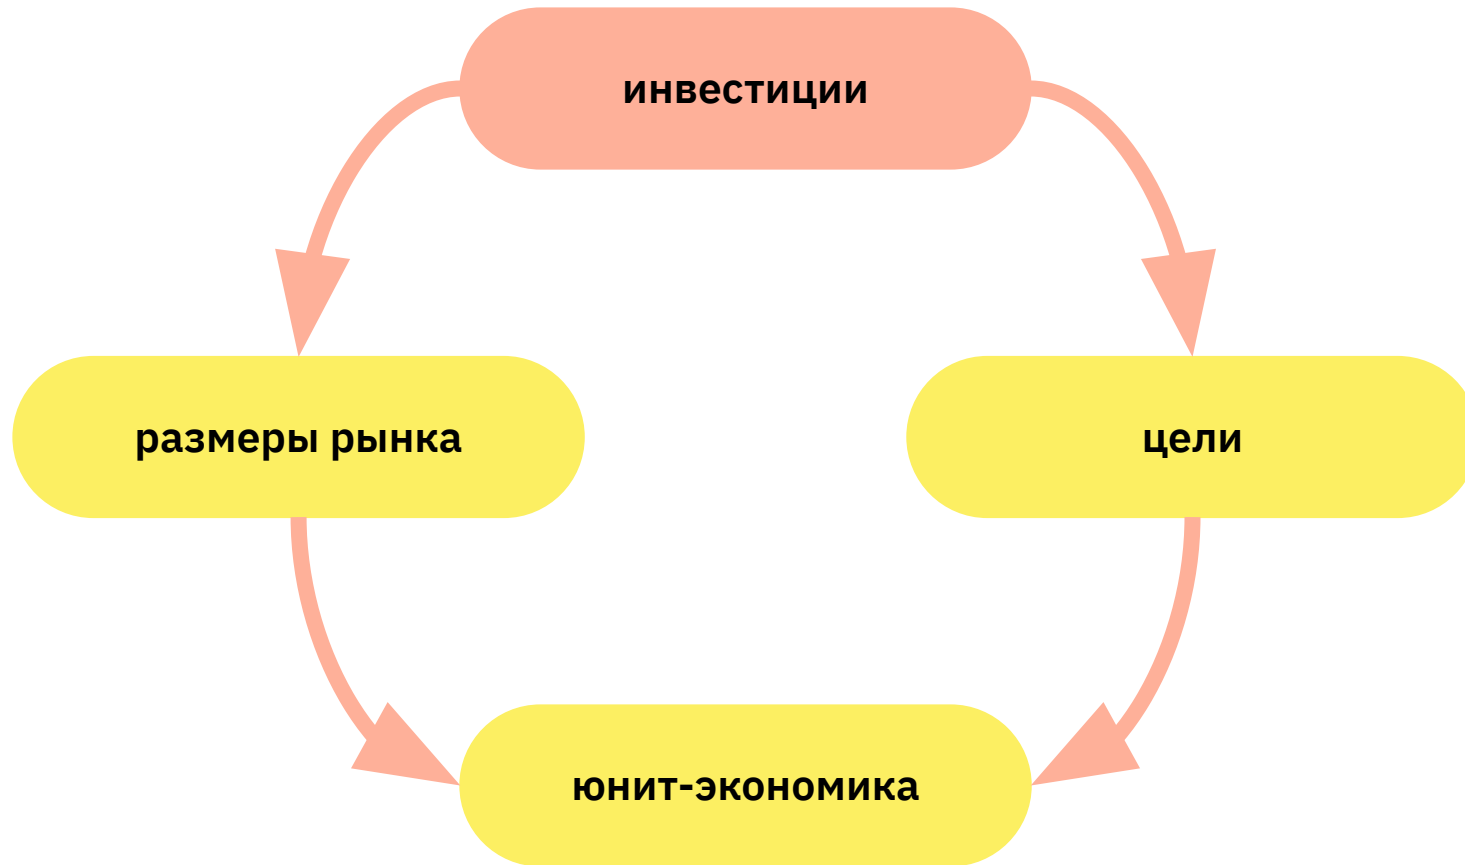 инвестиции
размеры рынка
цели
юнит-экономика